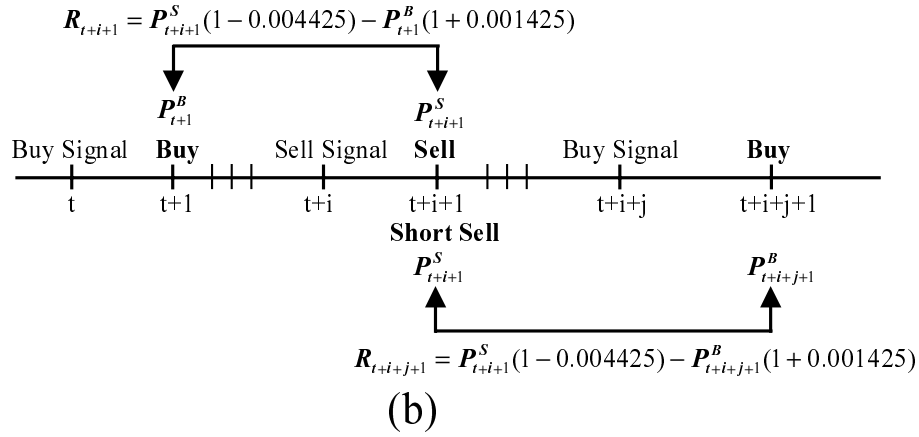 R_{t+i+1} = P^S_{t+i+1}(1 − 0.004425) − P^B_{t+1}(1 + 0.001425)
P^B_{t+1} P^S_{t+i+1}
Buy Signal Buy Sell Signal Sell Buy Signal Buy
t t+1 t+i t+i+1 t+i+j t+i+j+1
Short Sell
P^S_{t+i+1} P^B_{t+i+j+1}
R_{t+i+j+1} = P^S_{t+i+1}(1 − 0.004425) − P^B_{t+i+j+1}(1 + 0.001425)
(b)